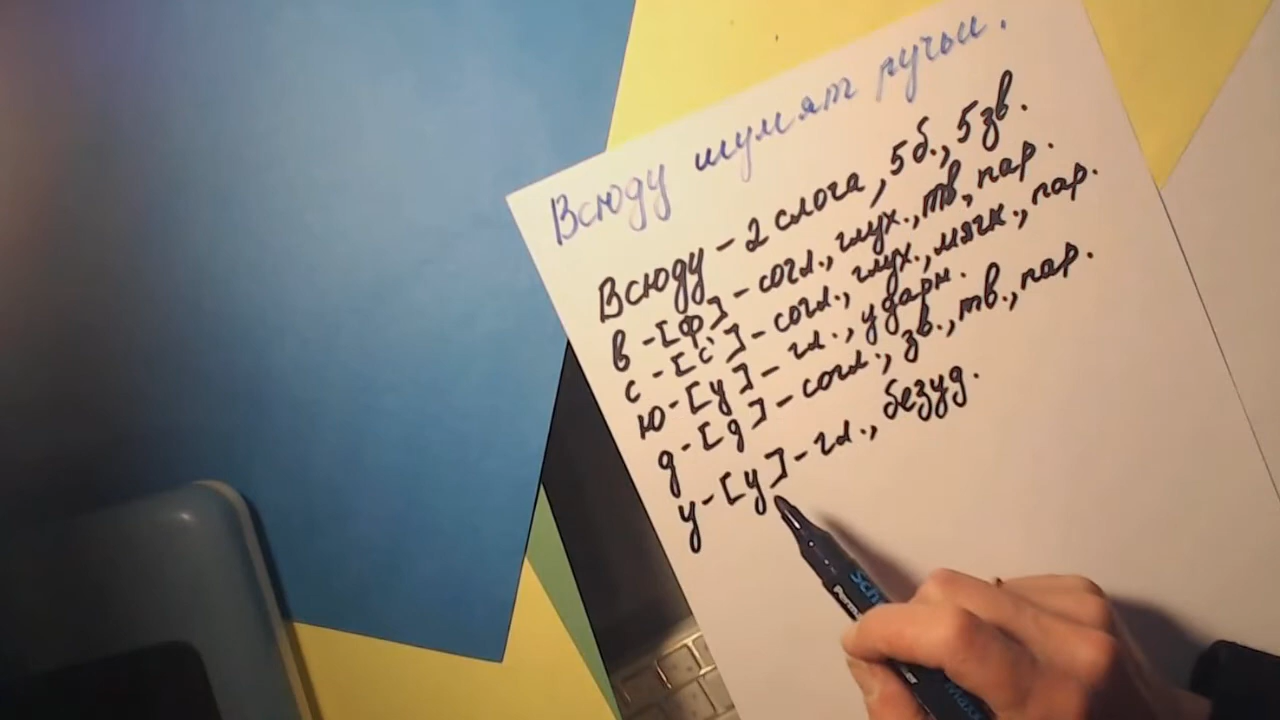 Всюду шумят ручьи.
Всюду - 2 слога, 5б., 5зв.
в - [ф] - согл., глух., тв, пар.
с - [с'] - согл., глух., мягк., пар.
ю - [у] - гл., ударн.
д - [д] - согл., зв., тв., пар.
у - [у] - гл., безуд.